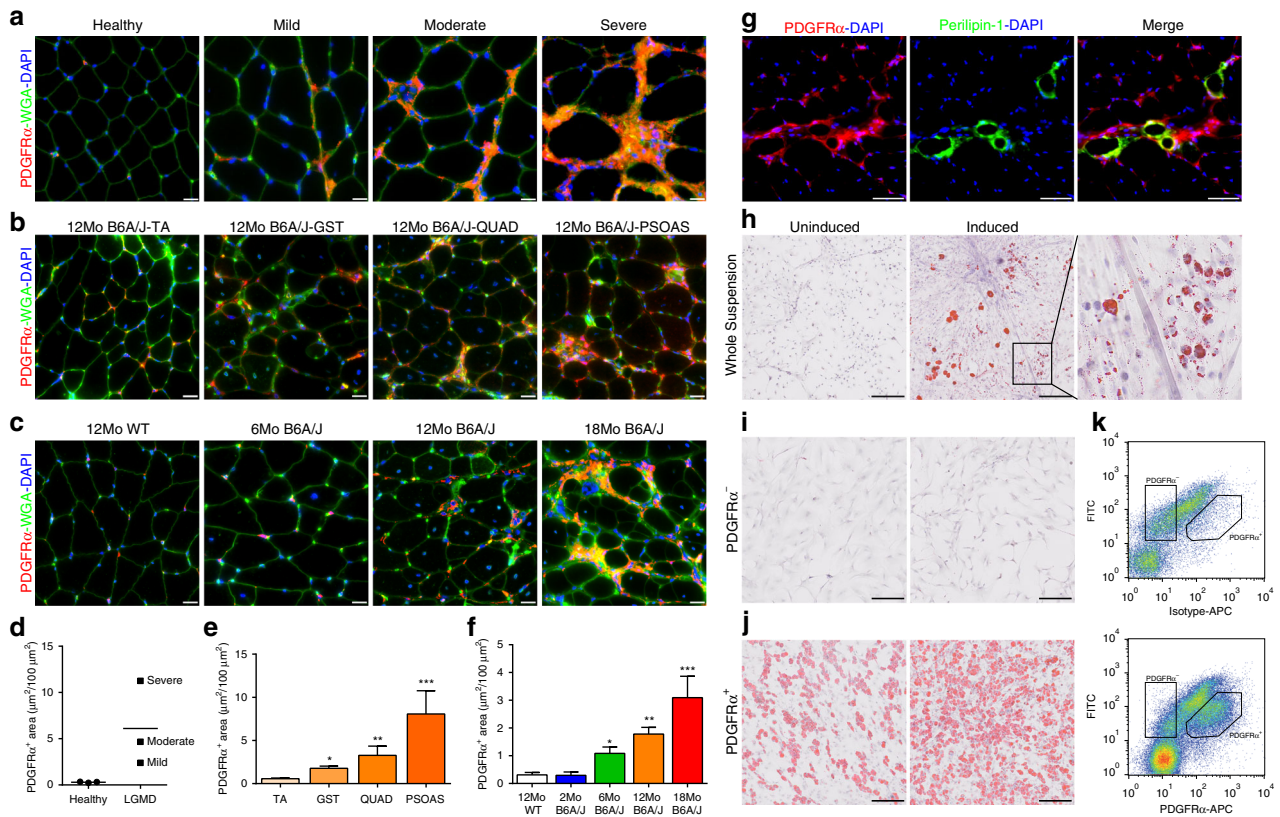 a
Healthy
Mild
Moderate
Severe
PDGFRα-WGA-DAPI
b
12Mo B6A/J-TA
12Mo B6A/J-GST
12Mo B6A/J-QUAD
12Mo B6A/J-PSOAS
PDGFRα-WGA-DAPI
c
12Mo WT
6Mo B6A/J
12Mo B6A/J
18Mo B6A/J
PDGFRα-WGA-DAPI
d
PDGFRα⁺ area (μm²/100 μm²)
15
10
5
0
Severe
Moderate
Mild
Healthy
LGMD
e
PDGFRα⁺ area (μm²/100 μm²)
15
10
5
0
*
**
***
TA
GST
QUAD
PSOAS
f
PDGFRα⁺ area (μm²/100 μm²)
5
4
3
2
1
0
*
**
***
12Mo WT
2Mo B6A/J
6Mo B6A/J
12Mo B6A/J
18Mo B6A/J
g
PDGFRα-DAPI
Perilipin-1-DAPI
Merge
h
Uninduced
Induced
Whole Suspension
i
PDGFRα⁻
j
PDGFRα⁺
k
10⁴
10³
10²
10¹
10⁰
FITC
PDGFRα⁻
PDGFRα⁺
10⁰ 10¹ 10² 10³ 10⁴
Isotype-APC
10⁴
10³
10²
10¹
10⁰
FITC
PDGFRα⁻
PDGFRα⁺
10⁰ 10¹ 10² 10³ 10⁴
PDGFRα-APC